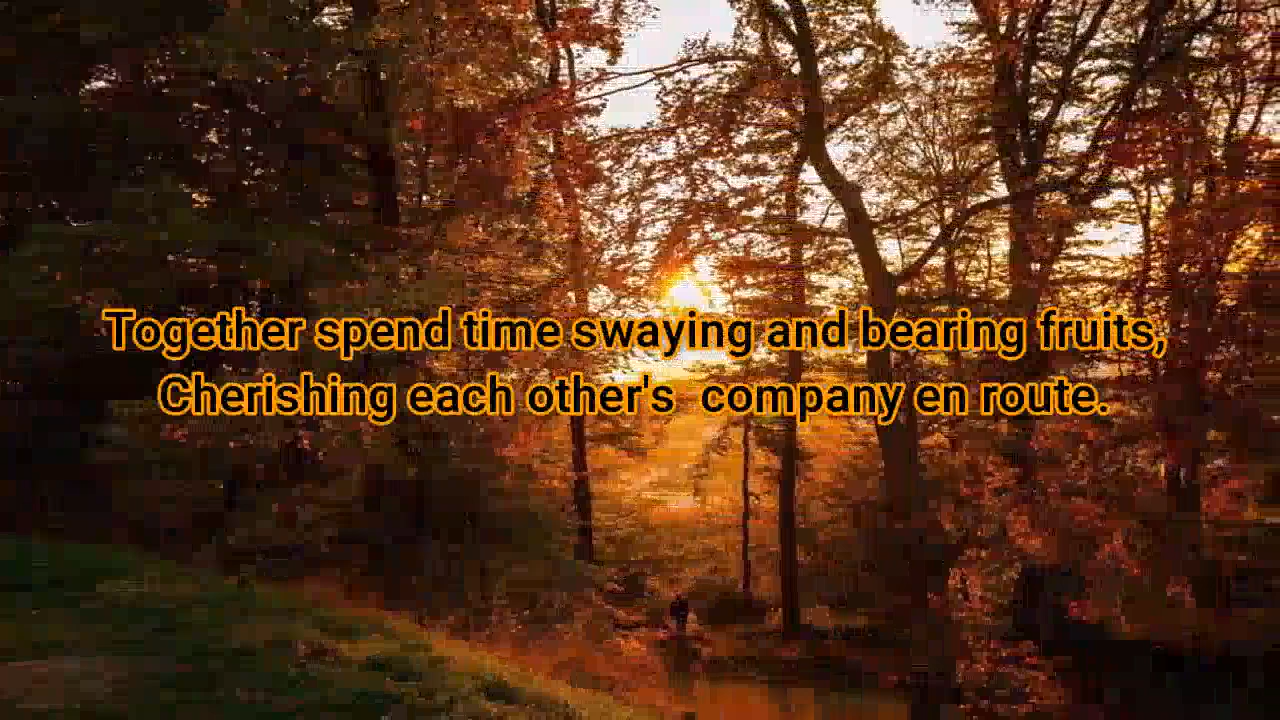 Together spend time swaying and bearing fruits,
Cherishing each other's  company en route.